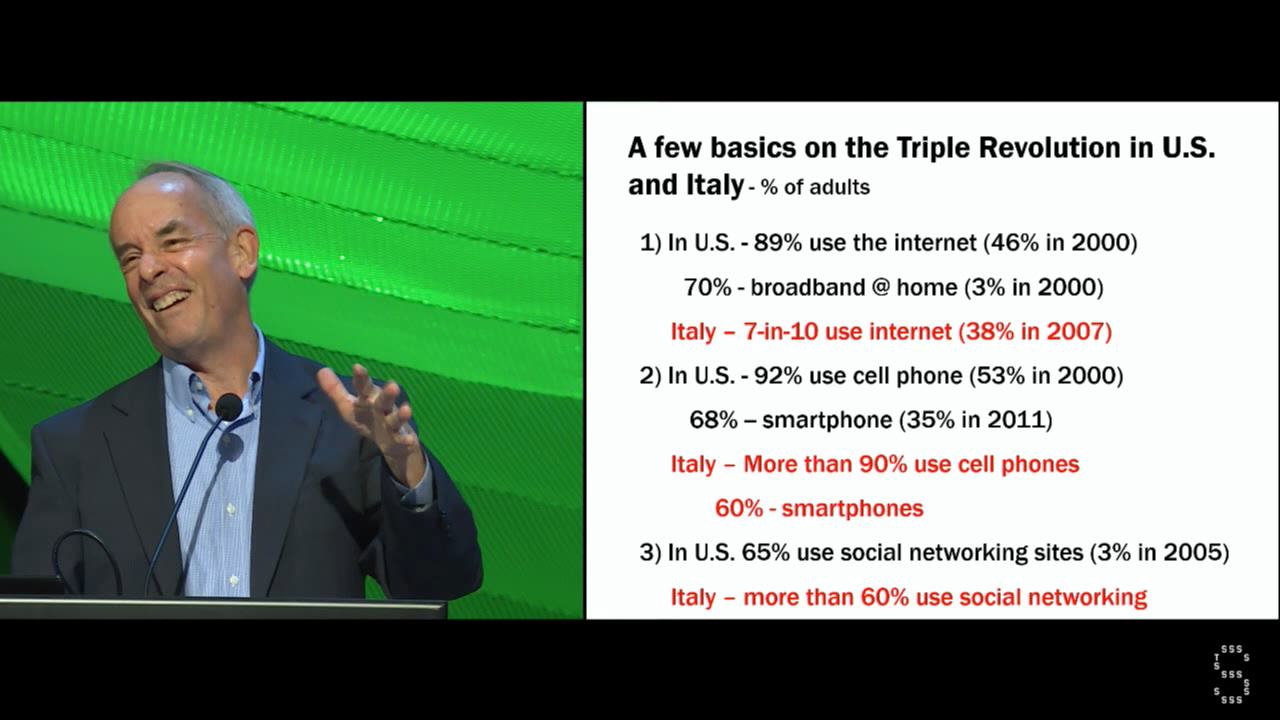 A few basics on the Triple Revolution in U.S.
and Italy - % of adults
1) In U.S. - 89% use the internet (46% in 2000)
70% - broadband @ home (3% in 2000)
Italy – 7-in-10 use internet (38% in 2007)
2) In U.S. - 92% use cell phone (53% in 2000)
68% – smartphone (35% in 2011)
Italy – More than 90% use cell phones
60% - smartphones
3) In U.S. 65% use social networking sites (3% in 2005)
Italy – more than 60% use social networking
SSS
T S
S
SSS
S
S S
SSS